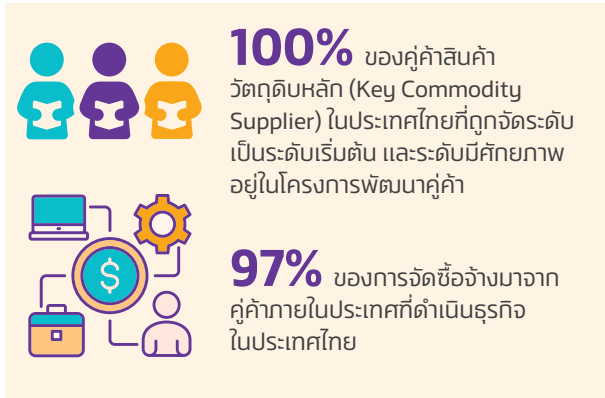 100% ของคู่ค้าสินค้า
วัตถุดิบหลัก (Key Commodity
Supplier) ในประเทศไทยที่ถูกจัดระดับ
เป็นระดับเริ่มต้น และระดับมีศักยภาพ
อยู่ในโครงการพัฒนาคู่ค้า
$
97% ของการจัดซื้อจ้างมาจาก
คู่ค้าภายในประเทศที่ดำเนินธุรกิจ
ในประเทศไทย